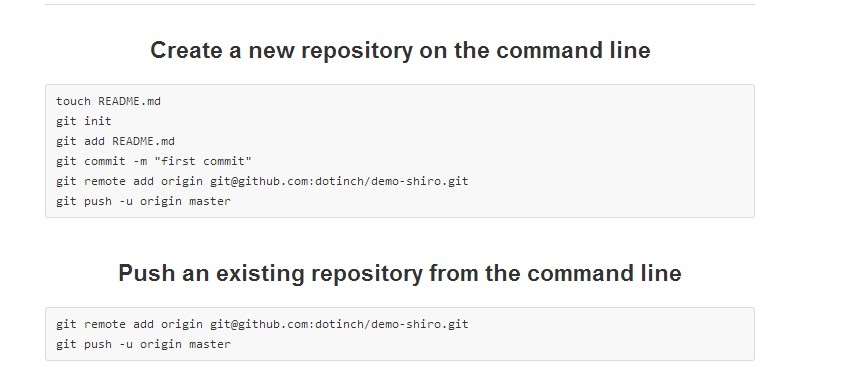 Create a new repository on the command line
touch README.md
git init
git add README.md
git commit -m "first commit"
git remote add origin git@github.com:dotinch/demo-shiro.git
git push -u origin master
Push an existing repository from the command line
git remote add origin git@github.com:dotinch/demo-shiro.git
git push -u origin master